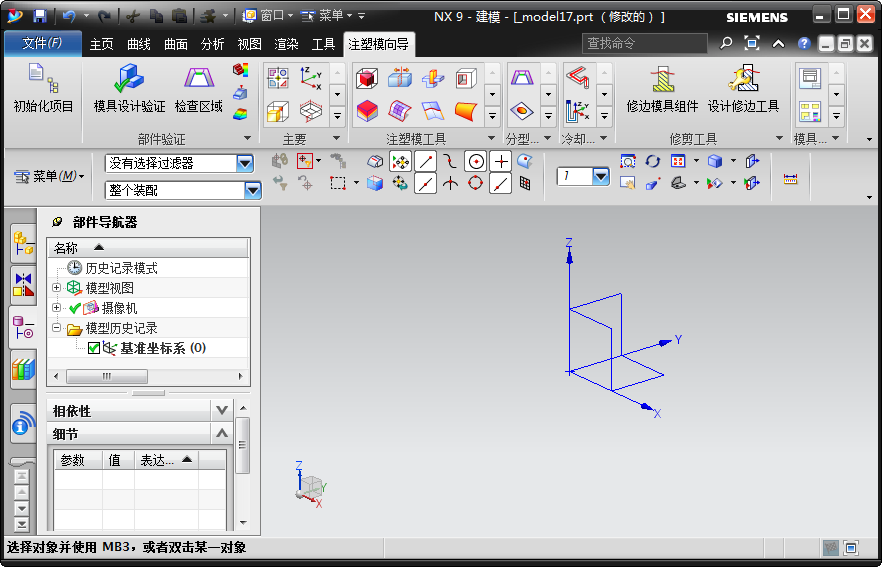 窗口 菜单 NX 9 - 建模 - [_model17.prt （修改的）] SIEMENS
文件(F) 主页 曲线 曲面 分析 视图 渲染 工具 注塑模向导 查找命令
初始化项目 模具设计验证 检查区域 修边模具组件 设计修边工具
部件验证 主要 注塑模工具 分型... 冷却... 修剪工具 模具...
菜单(M) 没有选择过滤器
整个装配 1
部件导航器
名称
历史记录模式
模型视图
摄像机
模型历史记录
基准坐标系 (0)
相依性
细节
参数 值 表达...
Z
Y
X
Z
Y
X
选择对象并使用 MB3，或者双击某一对象